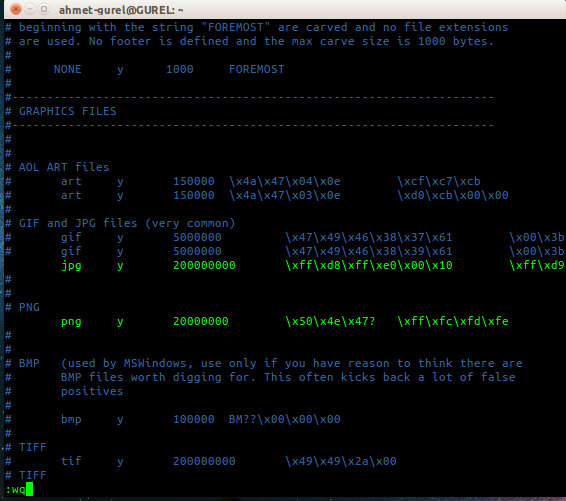 ahmet-gurel@GUREL: ~
# beginning with the string "FOREMOST" are carved and no file extensions
# are used. No footer is defined and the max carve size is 1000 bytes.
#
#      NONE     y      1000     FOREMOST
#
#---------------------------------------------------------------------
# GRAPHICS FILES
#---------------------------------------------------------------------
#
#
# AOL ART files
#       art     y       150000  \x4a\x47\x04\x0e        \xcf\xc7\xcb
#       art     y       150000  \x4a\x47\x03\x0e        \xd0\xcb\x00\x00
#
# GIF and JPG files (very common)
#       gif     y       5000000         \x47\x49\x46\x38\x37\x61        \x00\x3b
#       gif     y       5000000         \x47\x49\x46\x38\x39\x61        \x00\x3b
        jpg     y       200000000       \xff\xd8\xff\xe0\x00\x10        \xff\xd9
#
#
# PNG
        png     y       20000000        \x50\x4e\x47?   \xff\xfc\xfd\xfe
#
#
# BMP   (used by MSWindows, use only if you have reason to think there are
#       BMP files worth digging for. This often kicks back a lot of false
#       positives
#
#       bmp     y       100000  BM??\x00\x00\x00
#
# TIFF
#       tif     y       200000000       \x49\x49\x2a\x00
# TIFF
:wq